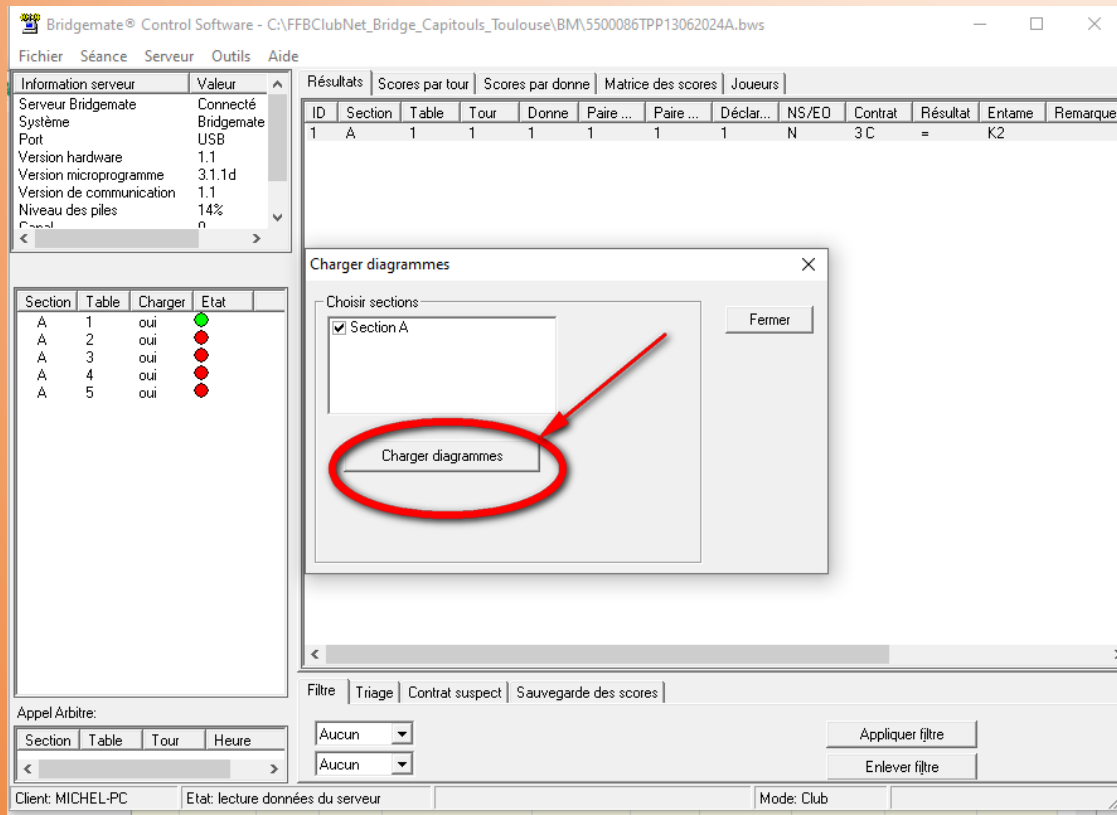 Bridgemate® Control Software - C:\FFBClubNet_Bridge_Capitouls_Toulouse\BM\5500086TPP13062024A.bws
Fichier Séance Serveur Outils Aide
Information serveur Valeur
Serveur Bridgemate Connecté
Système Bridgemate
Port USB
Version hardware 1.1
Version microprogramme 3.1.1d
Version de communication 1.1
Niveau des piles 14%
Canal 0
Résultats Scores par tour Scores par donne Matrice des scores Joueurs
ID Section Table Tour Donne Paire ... Paire ... Déclar... NS/EO Contrat Résultat Entame Remarque
1 A 1 1 1 1 1 1 N 3 C = K2
Charger diagrammes
Choisir sections
Section A
Fermer
Charger diagrammes
Section Table Charger Etat
A 1 oui
A 2 oui
A 3 oui
A 4 oui
A 5 oui
Appel Arbitre:
Section Table Tour Heure
Filtre Triage Contrat suspect Sauvegarde des scores
Aucun
Aucun
Appliquer filtre
Enlever filtre
Client: MICHEL-PC Etat: lecture données du serveur Mode: Club